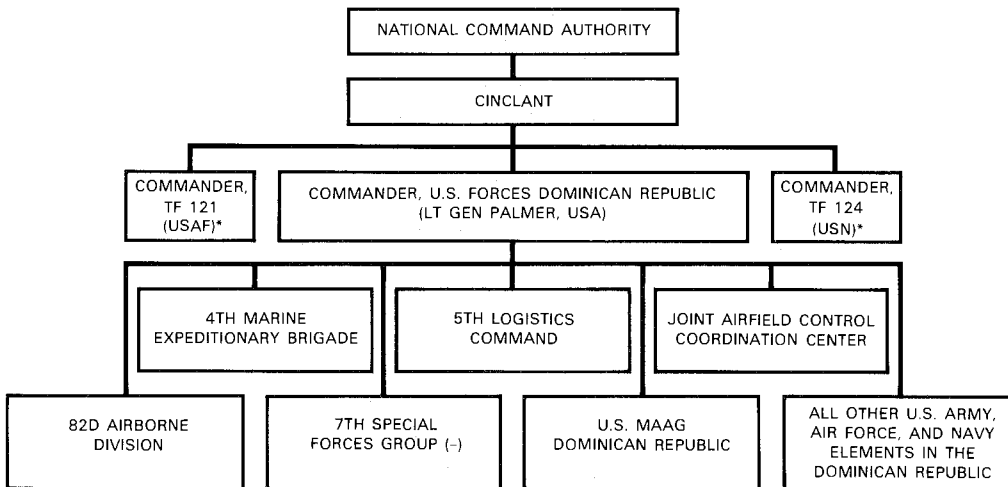 NATIONAL COMMAND AUTHORITY
CINCLANT
COMMANDER,
TF 121
(USAF)*
COMMANDER, U.S. FORCES DOMINICAN REPUBLIC
(LT GEN PALMER, USA)
COMMANDER,
TF 124
(USN)*
4TH MARINE
EXPEDITIONARY BRIGADE
5TH LOGISTICS
COMMAND
JOINT AIRFIELD CONTROL
COORDINATION CENTER
82D AIRBORNE
DIVISION
7TH SPECIAL
FORCES GROUP (–)
U.S. MAAG
DOMINICAN REPUBLIC
ALL OTHER U.S. ARMY,
AIR FORCE, AND NAVY
ELEMENTS IN THE
DOMINICAN REPUBLIC